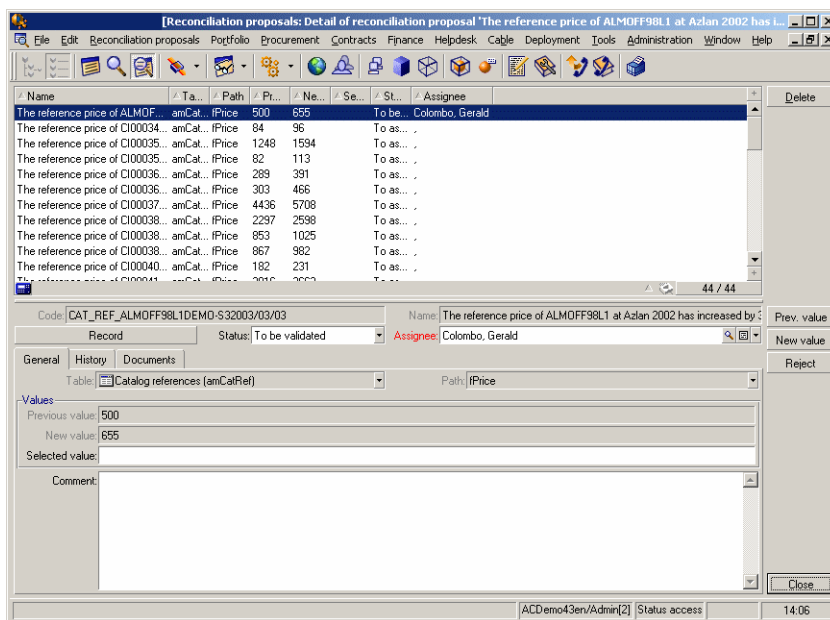 [Reconciliation proposals: Detail of reconciliation proposal 'The reference price of ALMOFF98L1 at Azlan 2002 has i...
File Edit Reconciliation proposals Portfolio Procurement Contracts Finance Helpdesk Cable Deployment Tools Administration Window Help
Name Ta... Path Pr... Ne... Se... St... Assignee
Delete
The reference price of ALMOF... amCat... fPrice 500 655 To be... Colombo, Gerald
The reference price of CI00034... amCat... fPrice 84 96 To as... ,
The reference price of CI00035... amCat... fPrice 1248 1594 To as... ,
The reference price of CI00035... amCat... fPrice 82 113 To as... ,
The reference price of CI00036... amCat... fPrice 289 391 To as... ,
The reference price of CI00036... amCat... fPrice 303 466 To as... ,
The reference price of CI00037... amCat... fPrice 4436 5708 To as... ,
The reference price of CI00038... amCat... fPrice 2297 2598 To as... ,
The reference price of CI00038... amCat... fPrice 853 1025 To as... ,
The reference price of CI00038... amCat... fPrice 867 982 To as... ,
The reference price of CI00040... amCat... fPrice 182 231 To as... ,
44 / 44
Code: CAT_REF_ALMOFF98L1DEMO-S32003/03/03 Name: The reference price of ALMOFF98L1 at Azlan 2002 has increased by
Prev. value
Record Status: To be validated Assignee: Colombo, Gerald
New value
General History Documents
Reject
Table: Catalog references (amCatRef) Path: fPrice
Values
Previous value: 500
New value: 655
Selected value:
Comment:
Close
ACDemo43en/Admin[2] Status access 14:06